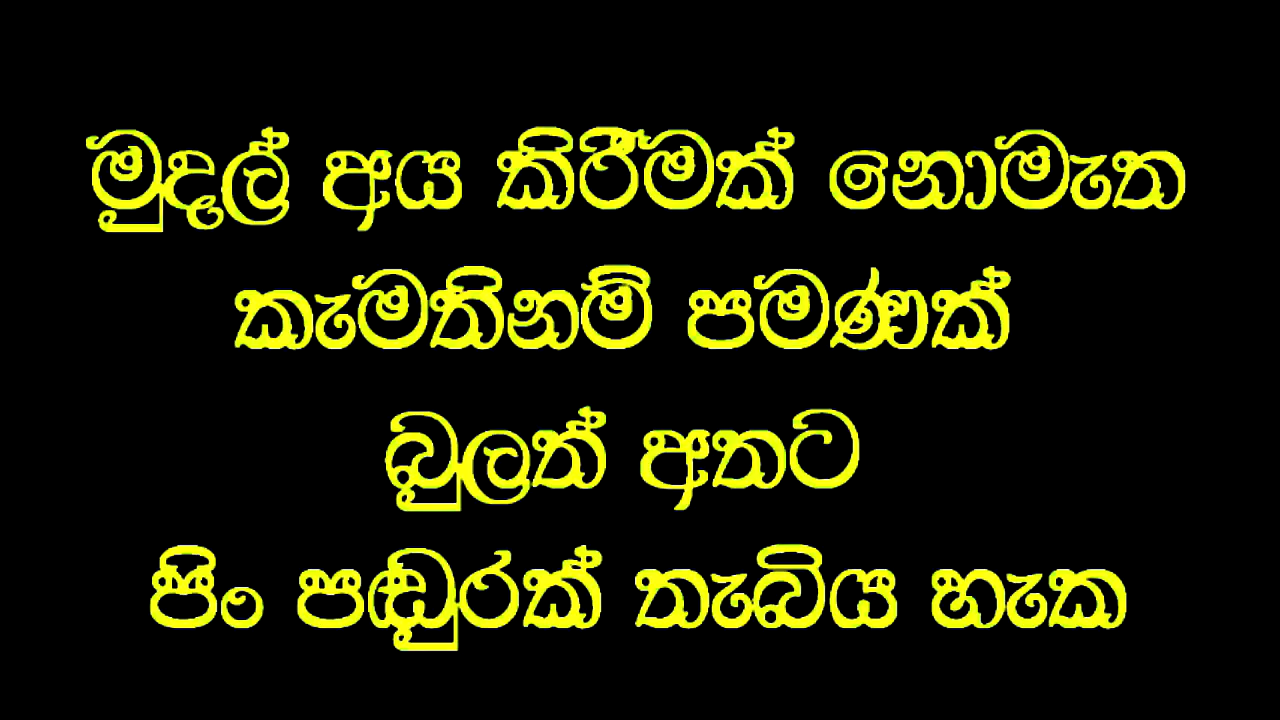 මුදල් අය කිරීමක් නොමැත
කැමතිනම් පමණක්
බුලත් අතට
පිං පඬුරක් තැබිය හැක